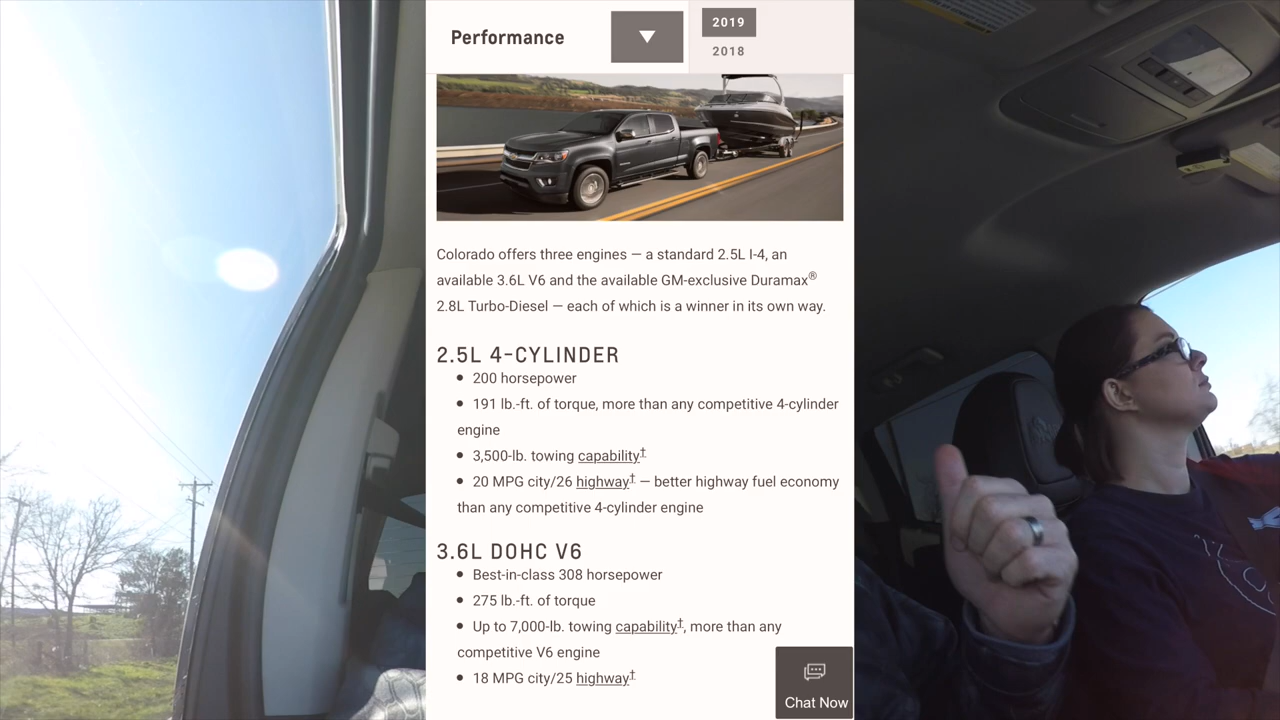 Performance
2019
2018
Colorado offers three engines — a standard 2.5L I-4, an
available 3.6L V6 and the available GM-exclusive Duramax®
2.8L Turbo-Diesel — each of which is a winner in its own way.
2.5L 4-CYLINDER
• 200 horsepower
• 191 lb.-ft. of torque, more than any competitive 4-cylinder
engine
• 3,500-lb. towing capability†
• 20 MPG city/26 highway† — better highway fuel economy
than any competitive 4-cylinder engine
3.6L DOHC V6
• Best-in-class 308 horsepower
• 275 lb.-ft. of torque
• Up to 7,000-lb. towing capability†, more than any
competitive V6 engine
• 18 MPG city/25 highway†
Chat Now